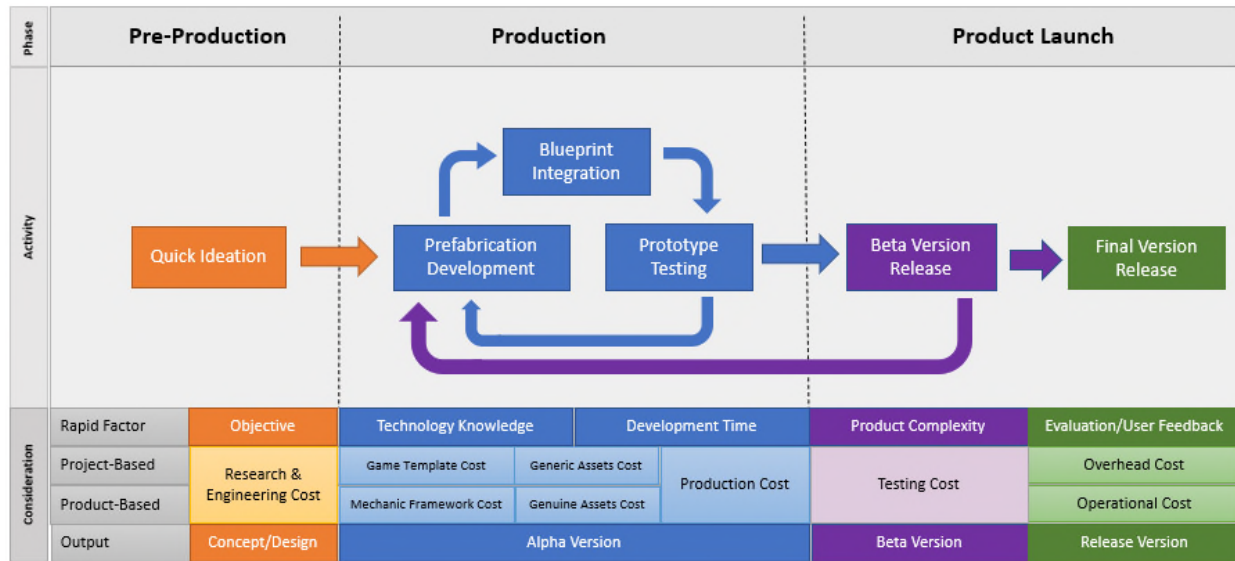 Phase
Pre-Production
Production
Product Launch
Activity
Quick Ideation
Prefabrication
Development
Blueprint
Integration
Prototype
Testing
Beta Version
Release
Final Version
Release
Consideration
Rapid Factor
Objective
Technology Knowledge
Development Time
Product Complexity
Evaluation/User Feedback
Project-Based
Research &
Engineering Cost
Game Template Cost
Generic Assets Cost
Production Cost
Testing Cost
Overhead Cost
Product-Based
Mechanic Framework Cost
Genuine Assets Cost
Operational Cost
Output
Concept/Design
Alpha Version
Beta Version
Release Version